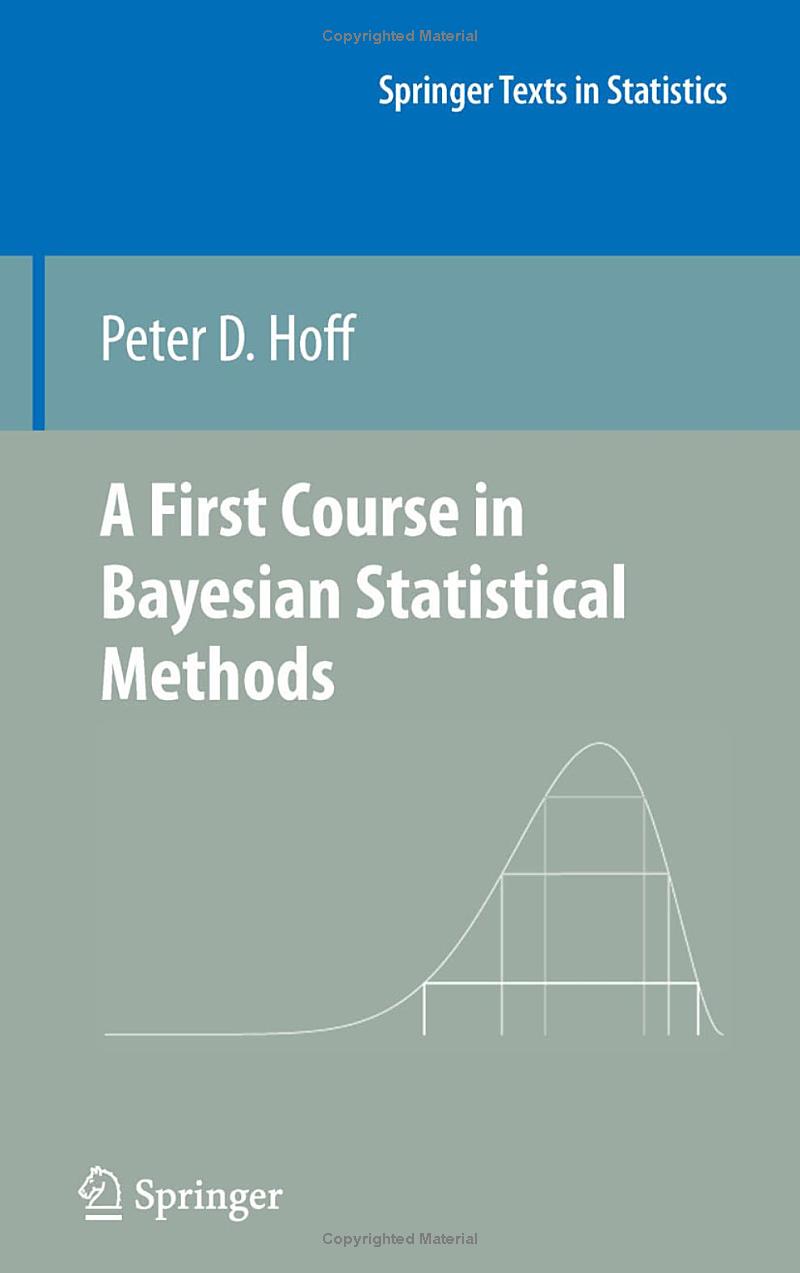 Copyrighted Material
Springer Texts in Statistics
Peter D. Hoff
A First Course in
Bayesian Statistical
Methods
Springer
Copyrighted Material